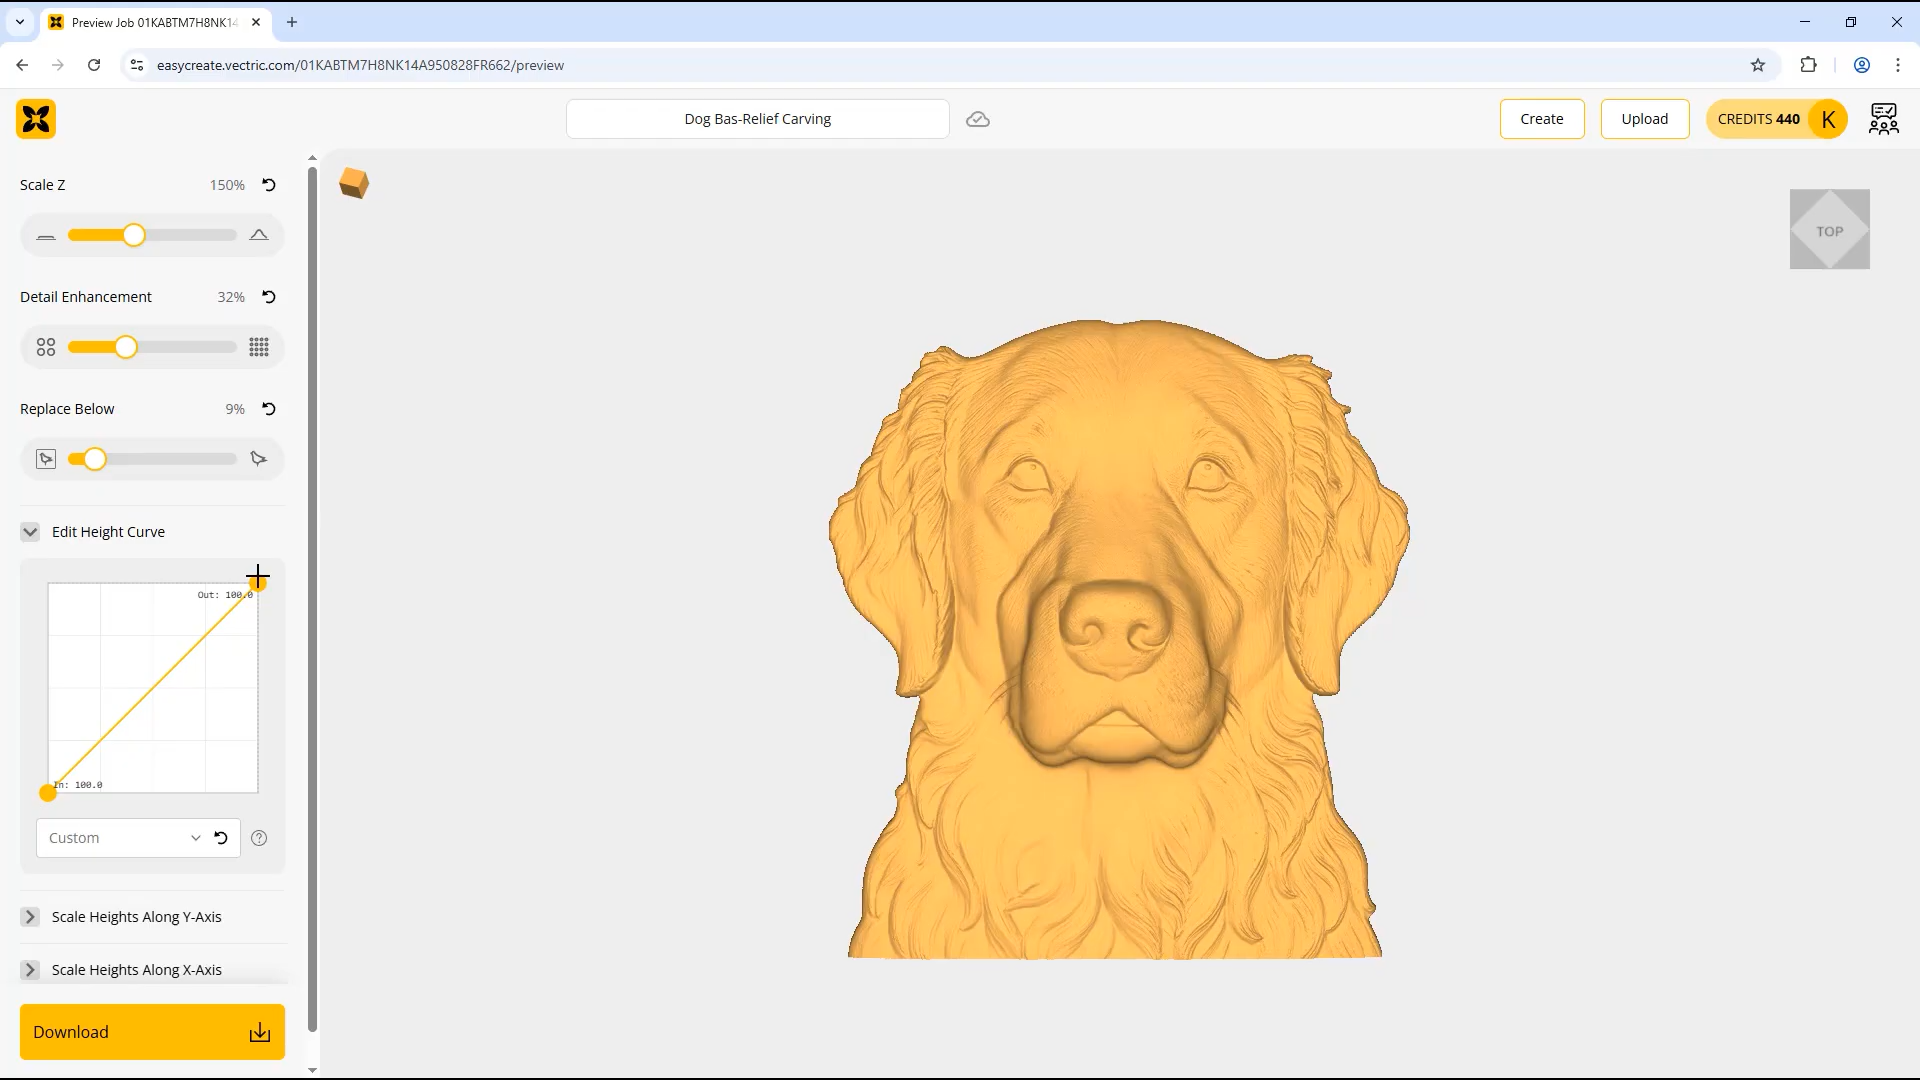 Preview Job 01KABTM7H8NK14
easycreate.vectric.com/01KABTM7H8NK14A950828FR662/preview
Dog Bas-Relief Carving
Create
Upload
CREDITS 440
K
Scale Z
150%
TOP
Detail Enhancement
32%
Replace Below
9%
Edit Height Curve
Out: 100.0
In: 100.0
Custom
Scale Heights Along Y-Axis
Scale Heights Along X-Axis
Download